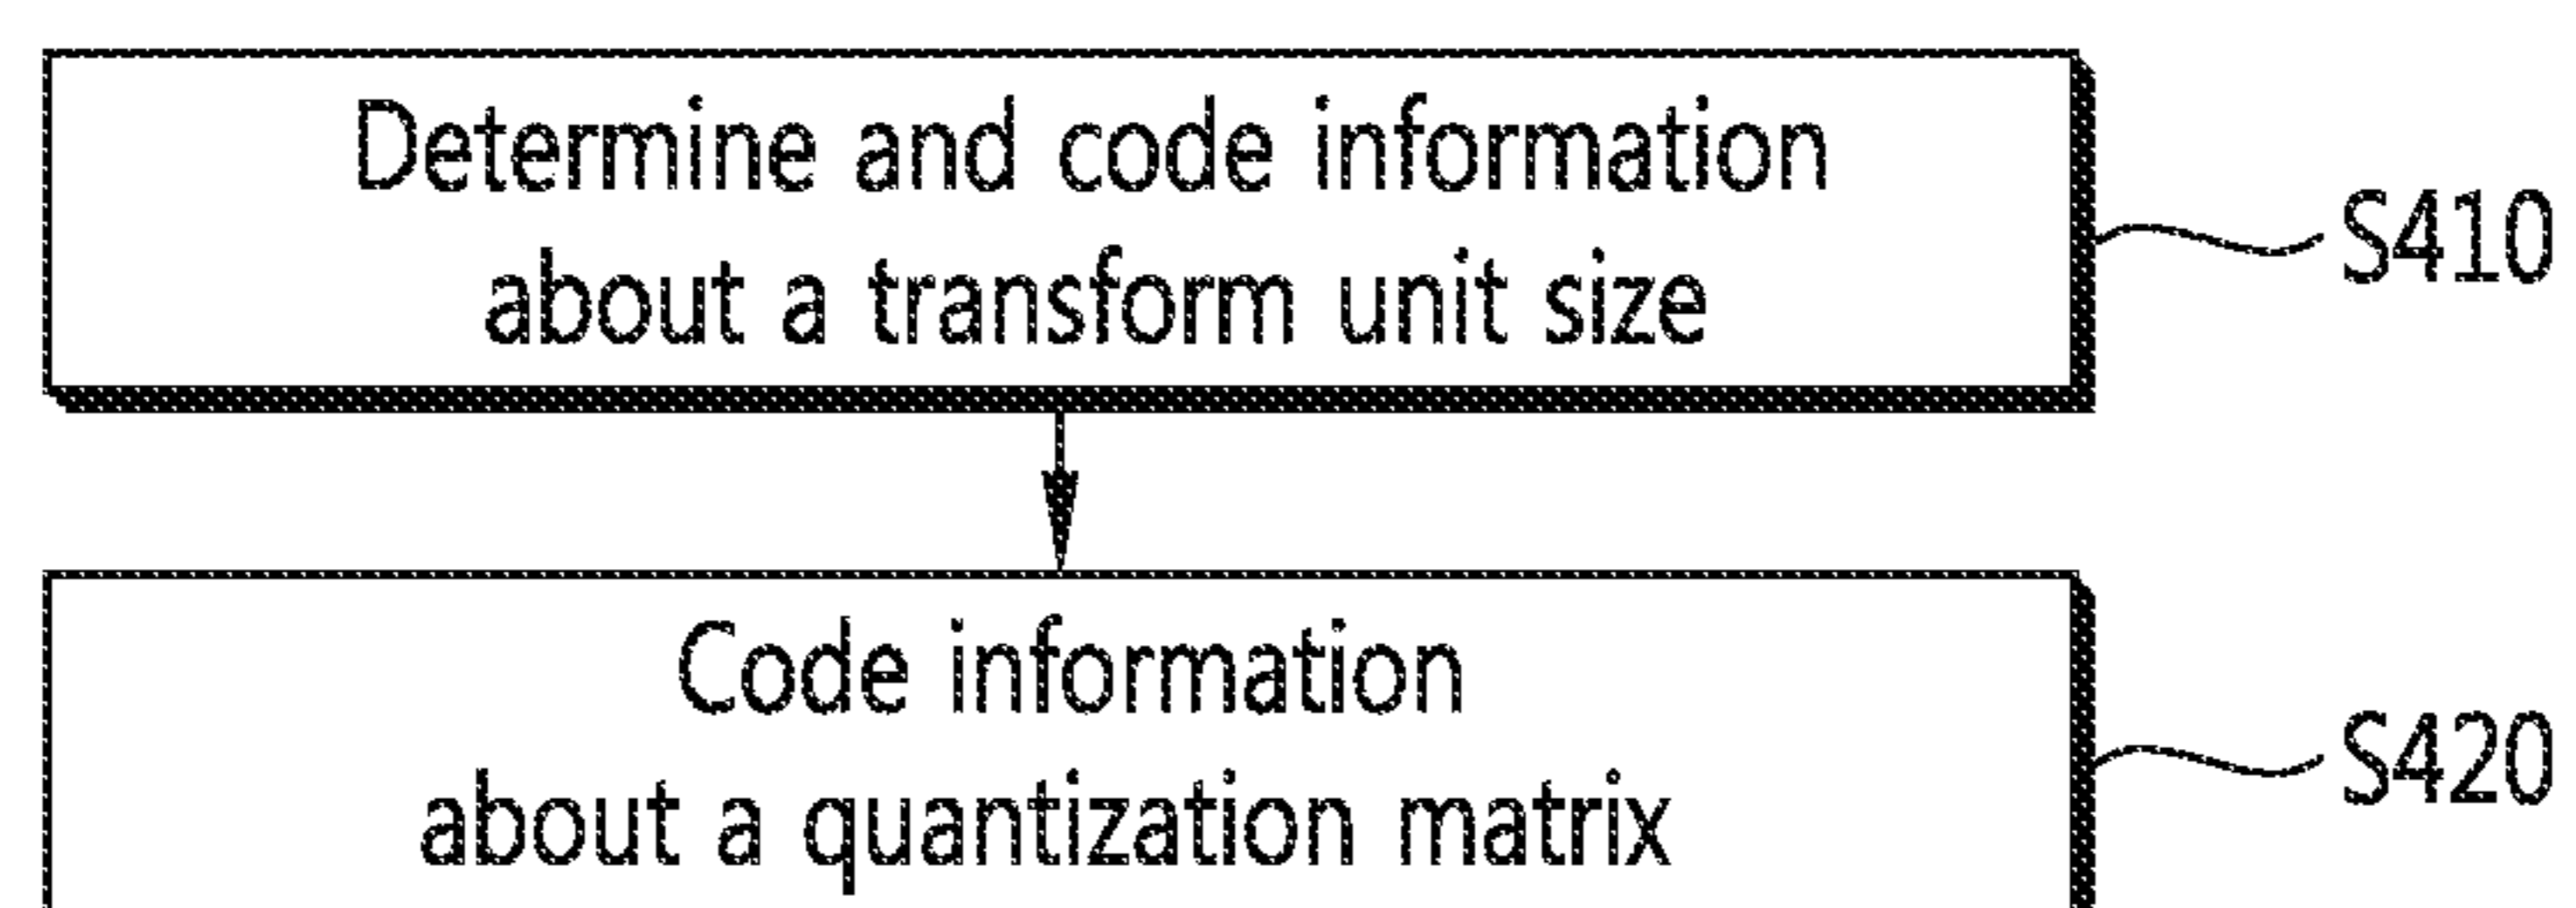 Determine and code information
about a transform unit size
S410
Code information
about a quantization matrix
S420